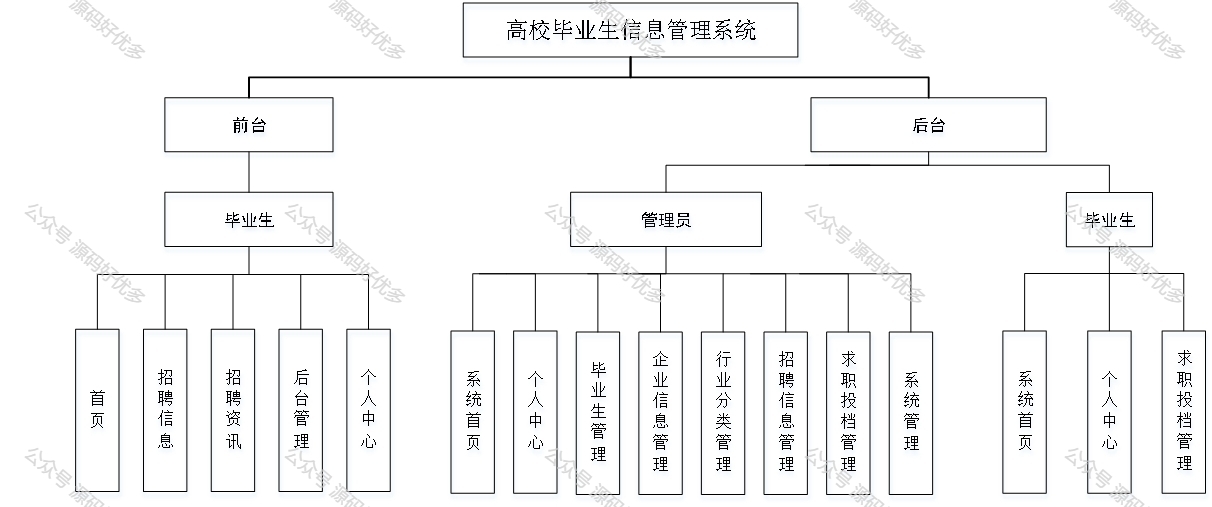 高校毕业生信息管理系统
前台
后台
毕业生
管理员
毕业生
首页
招聘信息
招聘资讯
后台管理
个人中心
系统首页
个人中心
毕业生管理
企业信息管理
行业分类管理
招聘信息管理
求职投档管理
系统管理
系统首页
个人中心
求职投档管理
源码好优多
源码好优多
源码好优多
源码好优多
源码好优多
公众号 源码好优多
公众号 源码好优多
公众号 源码好优多
公众号 源码好优多
公众号 源码好优多
公众号 源码
公众号 源码
公众号 源码
公众号 源码
公众号 源码